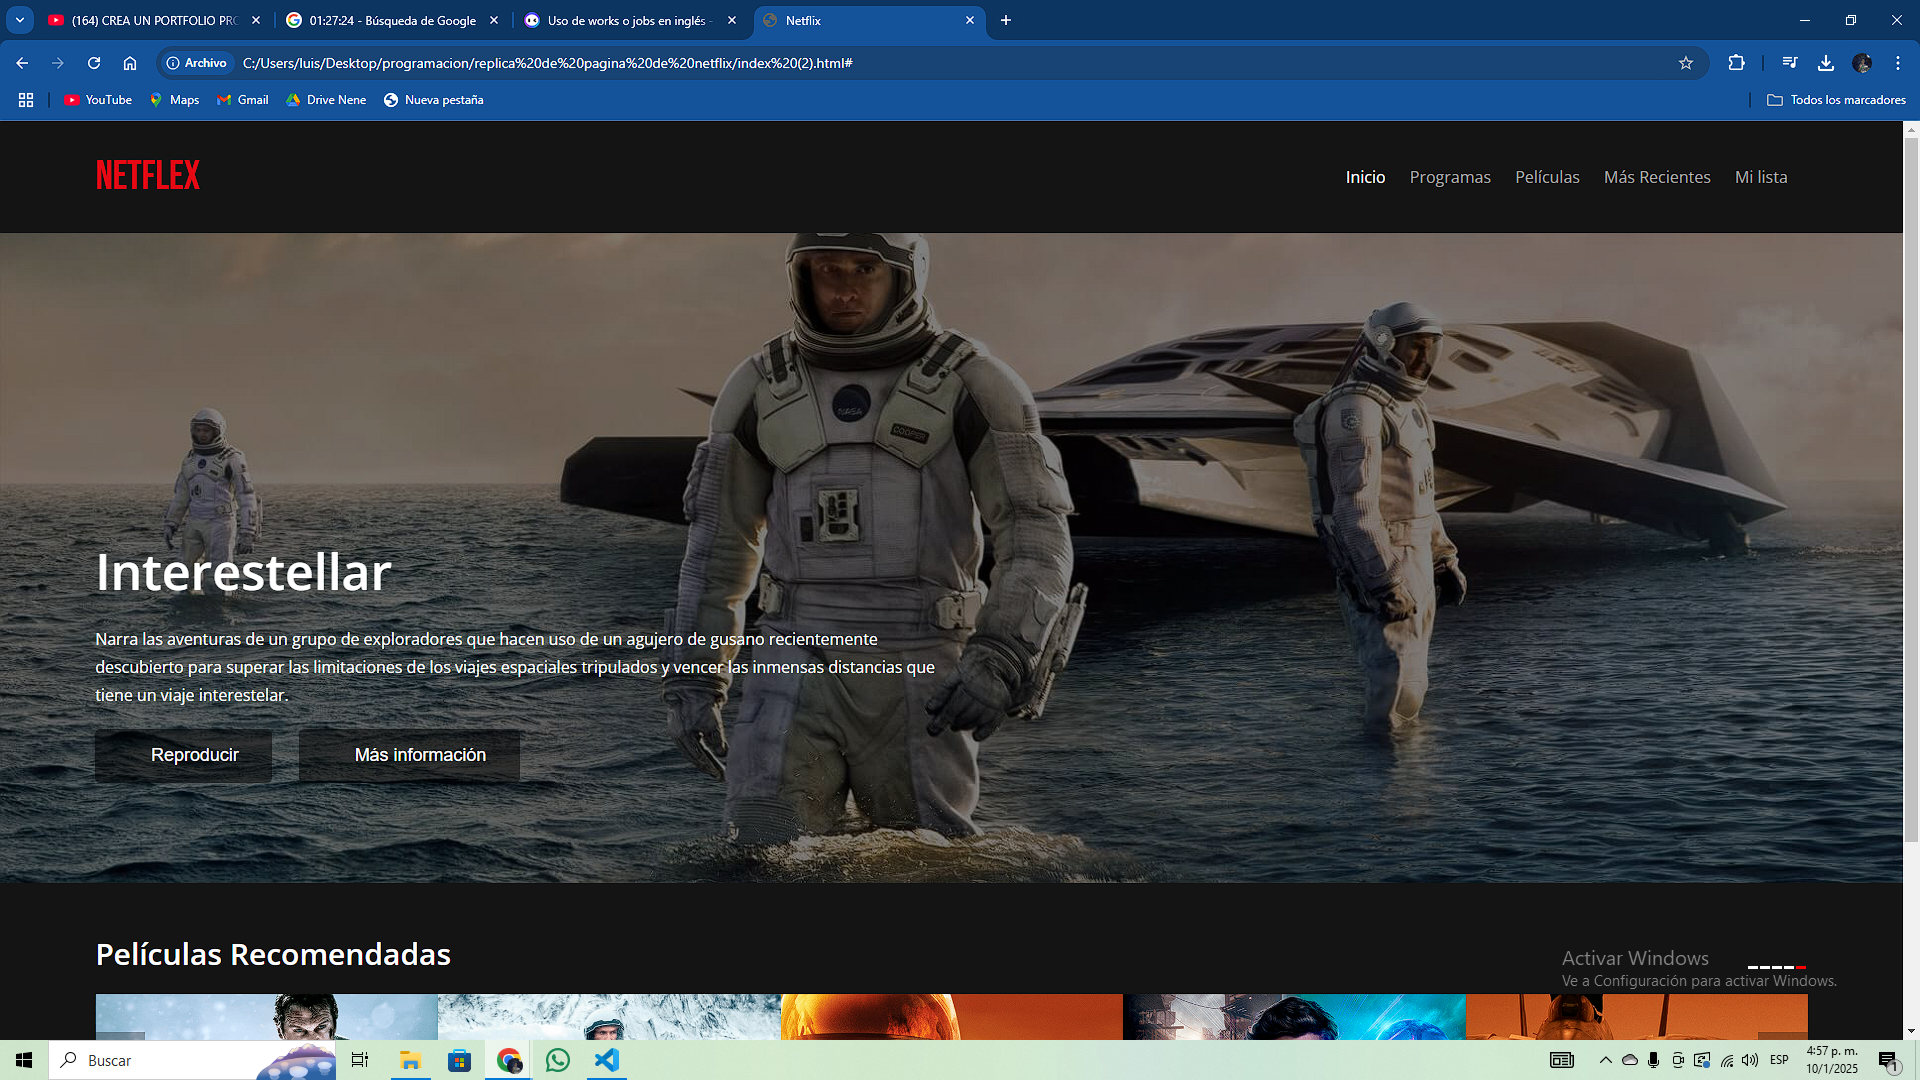 (164) CREA UN PORTFOLIO PRO
01:27:24 - Búsqueda de Google
Uso de works o jobs en inglés -
Netflix
Archivo
C:/Users/luis/Desktop/programacion/replica%20de%20pagina%20de%20netflix/index%20(2).html#
YouTube
Maps
Gmail
Drive Nene
Nueva pestaña
Todos los marcadores
NETFLEX
Inicio
Programas
Películas
Más Recientes
Mi lista
NASA
COOPER
Interestellar
Narra las aventuras de un grupo de exploradores que hacen uso de un agujero de gusano recientemente
descubierto para superar las limitaciones de los viajes espaciales tripulados y vencer las inmensas distancias que
tiene un viaje interestelar.
Reproducir
Más información
Películas Recomendadas
Activar Windows
Ve a Configuración para activar Windows.
Buscar
ESP
4:57 p. m.
10/1/2025
1